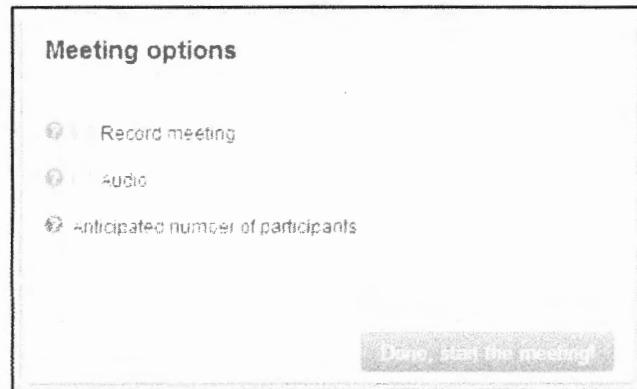 Meeting options
Record meeting
Audio
Anticipated number of participants
Done, start the meeting!